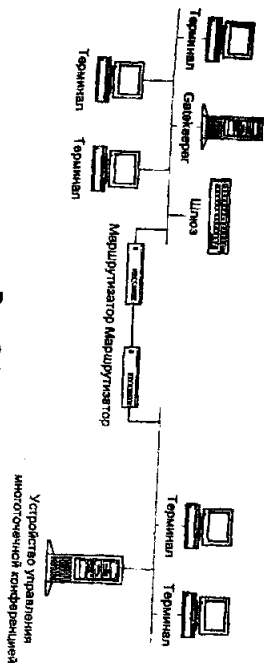 Терминал
Терминал
Gatekeeper
Терминал
Шлюз
Маршрутизатор Маршрутизатор
Терминал
Терминал
Устройство управления
многоточечной конференцией